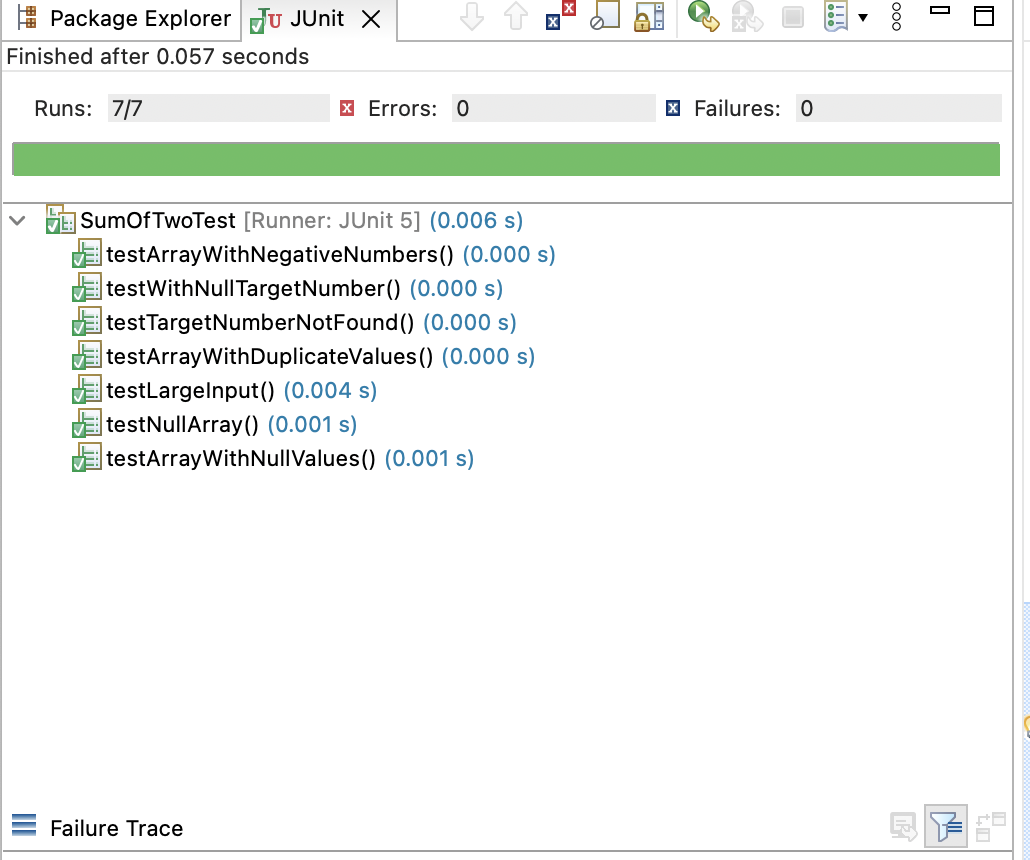 Package Explorer JUnit
Finished after 0.057 seconds
Runs: 7/7 Errors: 0 Failures: 0
SumOfTwoTest [Runner: JUnit 5] (0.006 s)
testArrayWithNegativeNumbers() (0.000 s)
testWithNullTargetNumber() (0.000 s)
testTargetNumberNotFound() (0.000 s)
testArrayWithDuplicateValues() (0.000 s)
testLargeInput() (0.004 s)
testNullArray() (0.001 s)
testArrayWithNullValues() (0.001 s)
Failure Trace